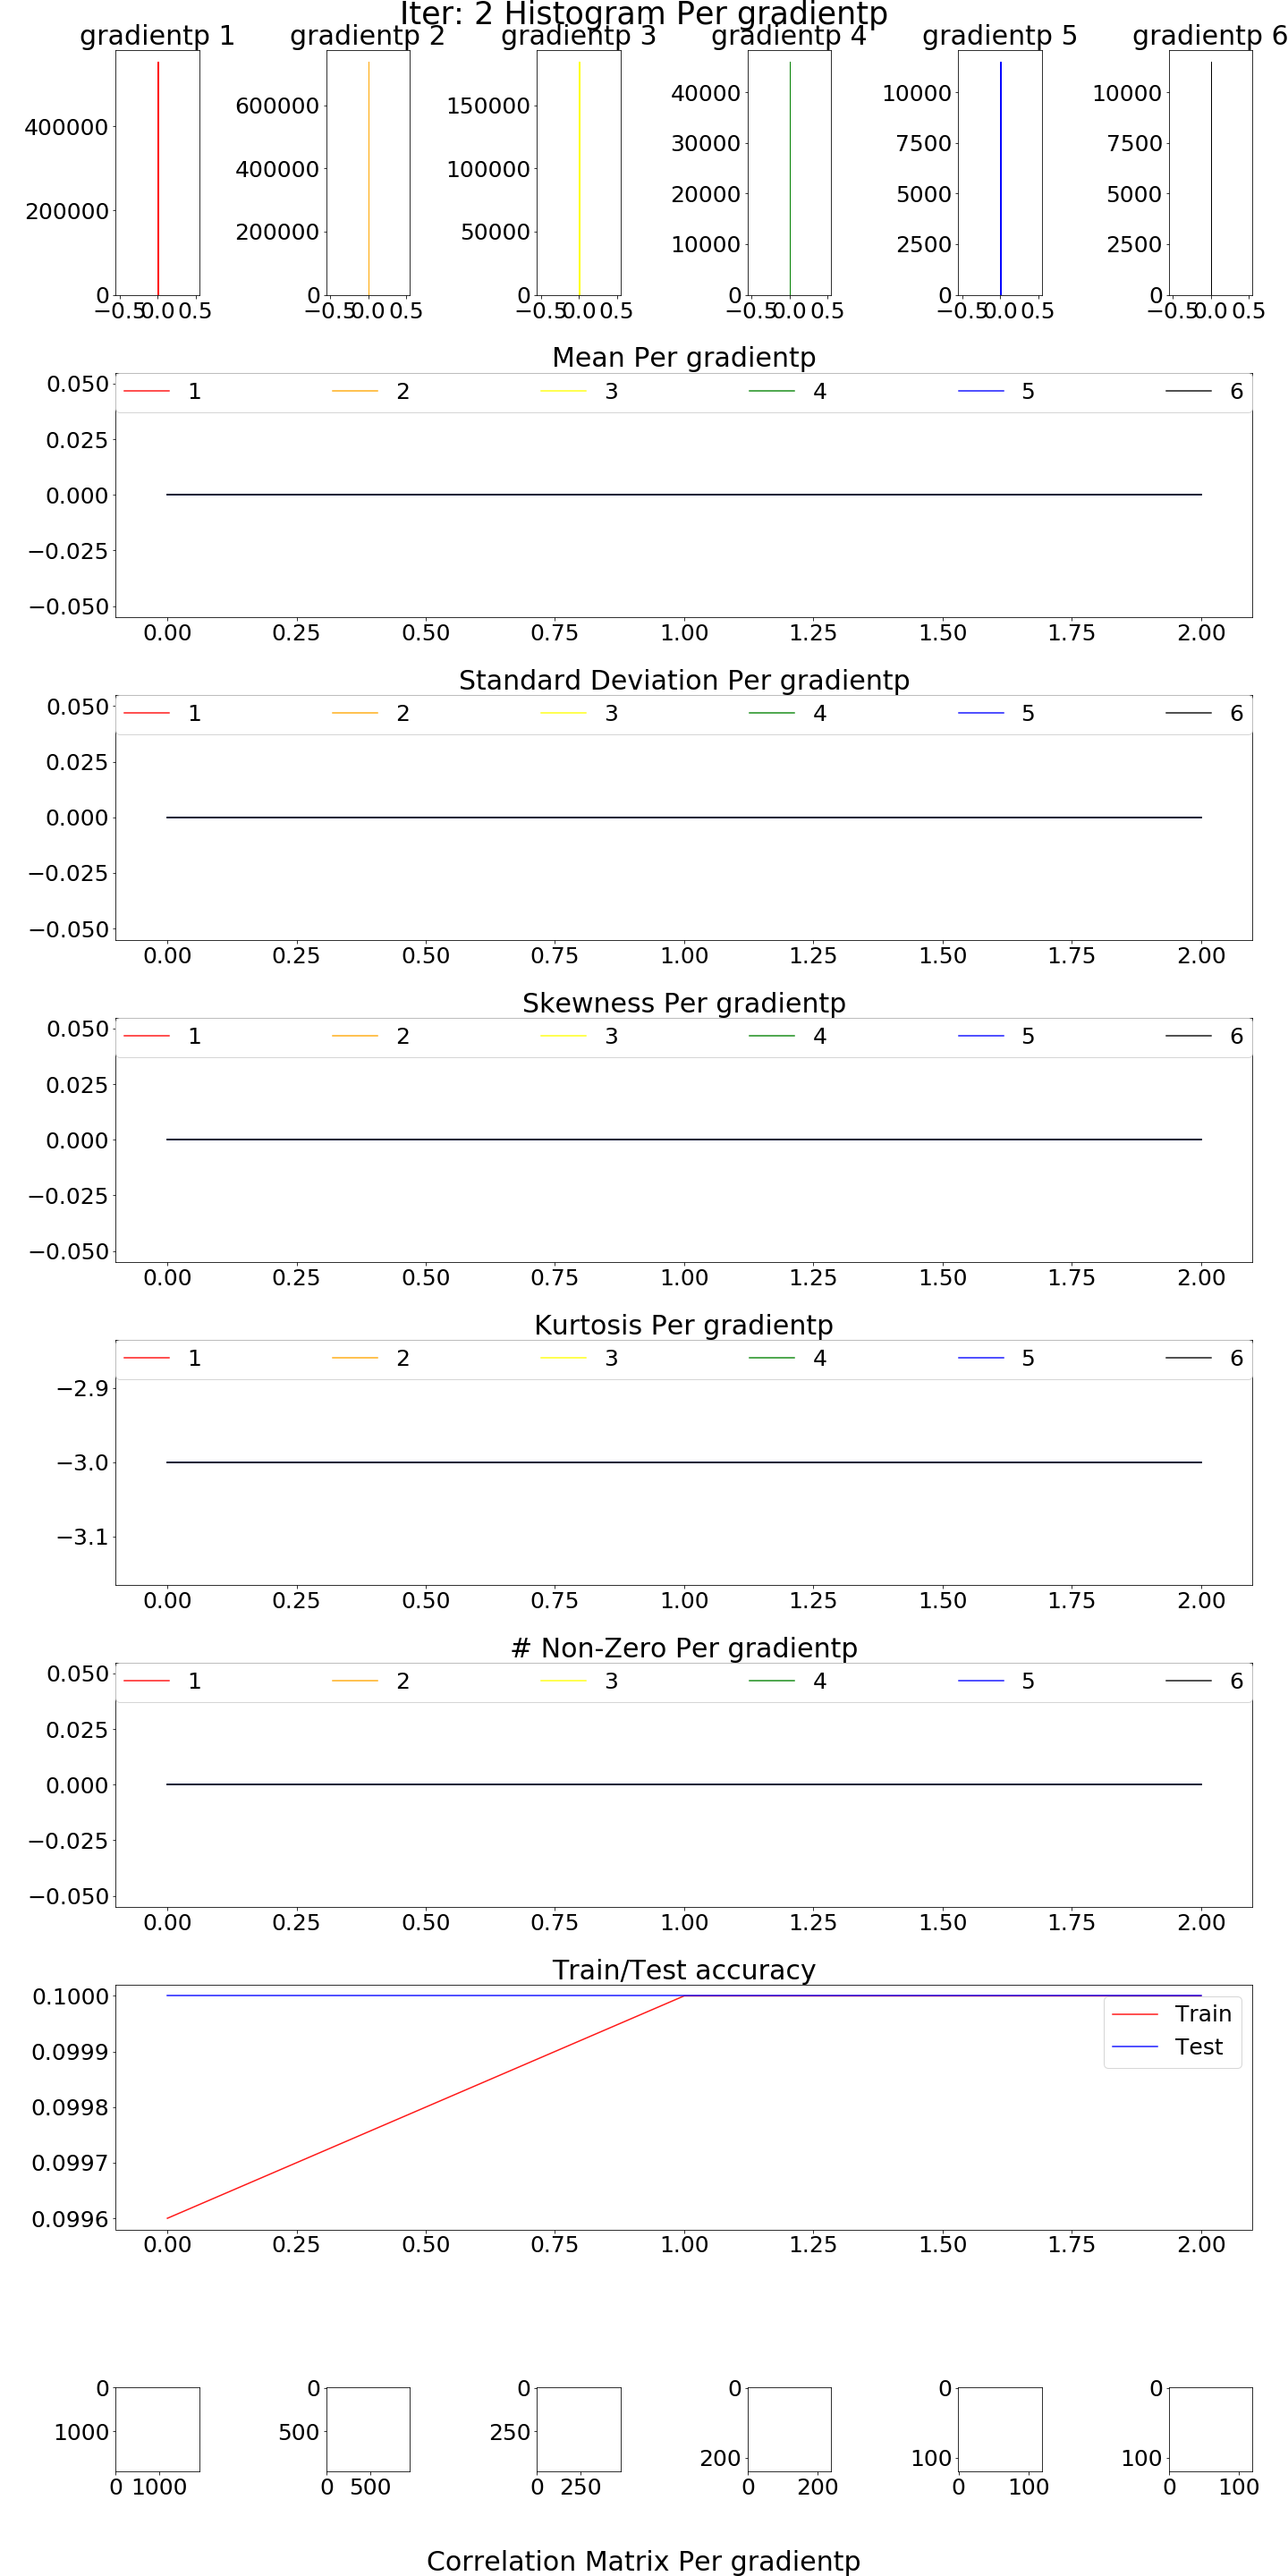 Iter: 2 Histogram Per gradientp
gradientp 1 gradientp 2 gradientp 3 gradientp 4 gradientp 5 gradientp 6
400000
200000
0
−0.5 0.0 0.5
600000
400000
200000
0
−0.5 0.0 0.5
150000
100000
50000
0
−0.5 0.0 0.5
40000
30000
20000
10000
0
−0.5 0.0 0.5
10000
7500
5000
2500
0
−0.5 0.0 0.5
10000
7500
5000
2500
0
−0.5 0.0 0.5
Mean Per gradientp
1 2 3 4 5 6
0.050
0.025
0.000
−0.025
−0.050
0.00 0.25 0.50 0.75 1.00 1.25 1.50 1.75 2.00
Standard Deviation Per gradientp
1 2 3 4 5 6
0.050
0.025
0.000
−0.025
−0.050
0.00 0.25 0.50 0.75 1.00 1.25 1.50 1.75 2.00
Skewness Per gradientp
1 2 3 4 5 6
0.050
0.025
0.000
−0.025
−0.050
0.00 0.25 0.50 0.75 1.00 1.25 1.50 1.75 2.00
Kurtosis Per gradientp
1 2 3 4 5 6
−2.9
−3.0
−3.1
0.00 0.25 0.50 0.75 1.00 1.25 1.50 1.75 2.00
# Non-Zero Per gradientp
1 2 3 4 5 6
0.050
0.025
0.000
−0.025
−0.050
0.00 0.25 0.50 0.75 1.00 1.25 1.50 1.75 2.00
Train/Test accuracy
Train
Test
0.1000
0.0999
0.0998
0.0997
0.0996
0.00 0.25 0.50 0.75 1.00 1.25 1.50 1.75 2.00
0
1000
0 1000
0
500
0 500
0
250
0 250
0
200
0 200
0
100
0 100
0
100
0 100
Correlation Matrix Per gradientp